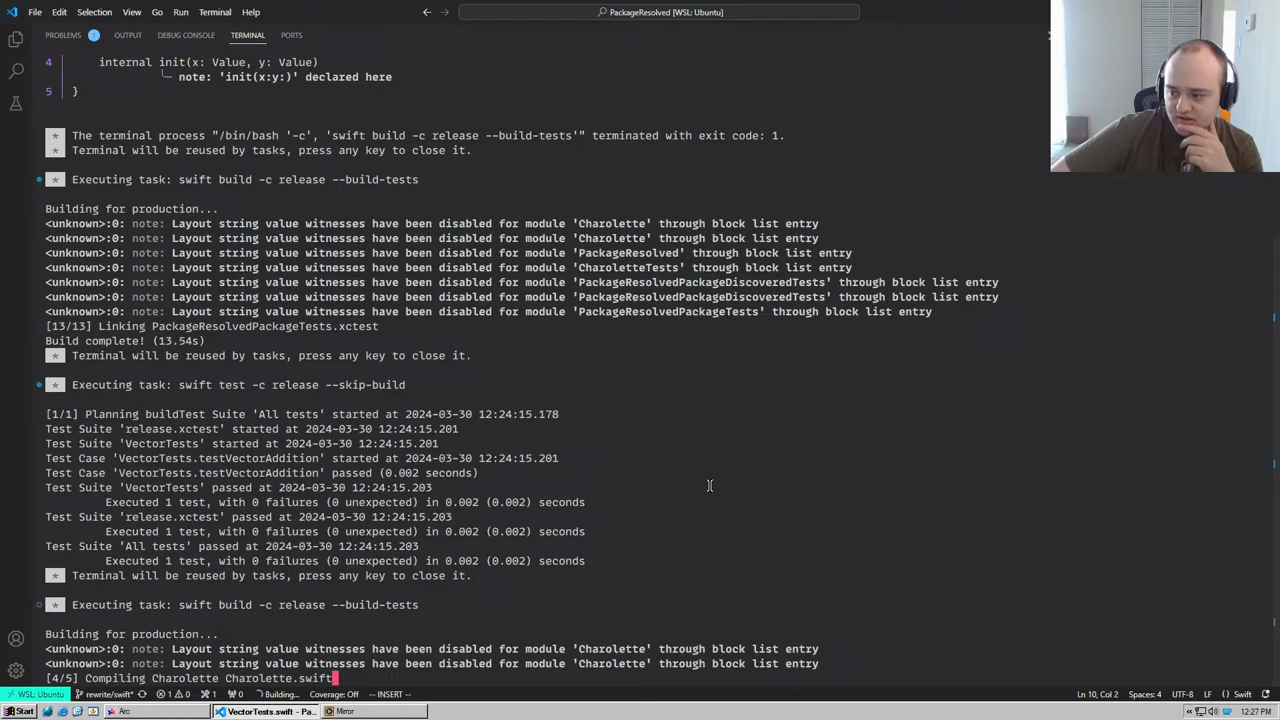 File Edit Selection View Go Run Terminal Help
PackageResolved [WSL: Ubuntu]
PROBLEMS 1 OUTPUT DEBUG CONSOLE TERMINAL PORTS
4 internal init(x: Value, y: Value)
note: 'init(x:y:)' declared here
5 }
* The terminal process "/bin/bash '-c', 'swift build -c release --build-tests'" terminated with exit code: 1.
* Terminal will be reused by tasks, press any key to close it.
* Executing task: swift build -c release --build-tests
Building for production...
<unknown>:0: note: Layout string value witnesses have been disabled for module 'Charolette' through block list entry
<unknown>:0: note: Layout string value witnesses have been disabled for module 'Charolette' through block list entry
<unknown>:0: note: Layout string value witnesses have been disabled for module 'PackageResolved' through block list entry
<unknown>:0: note: Layout string value witnesses have been disabled for module 'CharoletteTests' through block list entry
<unknown>:0: note: Layout string value witnesses have been disabled for module 'PackageResolvedPackageDiscoveredTests' through block list entry
<unknown>:0: note: Layout string value witnesses have been disabled for module 'PackageResolvedPackageDiscoveredTests' through block list entry
<unknown>:0: note: Layout string value witnesses have been disabled for module 'PackageResolvedPackageTests' through block list entry
[13/13] Linking PackageResolvedPackageTests.xctest
Build complete! (13.54s)
* Terminal will be reused by tasks, press any key to close it.
* Executing task: swift test -c release --skip-build
[1/1] Planning buildTest Suite 'All tests' started at 2024-03-30 12:24:15.178
Test Suite 'release.xctest' started at 2024-03-30 12:24:15.201
Test Suite 'VectorTests' started at 2024-03-30 12:24:15.201
Test Case 'VectorTests.testVectorAddition' started at 2024-03-30 12:24:15.201
Test Case 'VectorTests.testVectorAddition' passed (0.002 seconds)
Test Suite 'VectorTests' passed at 2024-03-30 12:24:15.203
Executed 1 test, with 0 failures (0 unexpected) in 0.002 (0.002) seconds
Test Suite 'release.xctest' passed at 2024-03-30 12:24:15.203
Executed 1 test, with 0 failures (0 unexpected) in 0.002 (0.002) seconds
Test Suite 'All tests' passed at 2024-03-30 12:24:15.203
Executed 1 test, with 0 failures (0 unexpected) in 0.002 (0.002) seconds
* Terminal will be reused by tasks, press any key to close it.
* Executing task: swift build -c release --build-tests
Building for production...
<unknown>:0: note: Layout string value witnesses have been disabled for module 'Charolette' through block list entry
<unknown>:0: note: Layout string value witnesses have been disabled for module 'Charolette' through block list entry
[4/5] Compiling Charolette Charolette.swift
WSL: Ubuntu rewrite/swift* 1 0 1 0 Building... Coverage: Off -- INSERT -- Ln 10, Col 2 Spaces: 4 UTF-8 LF Swift
Start Arc VectorTests.swift - Pa... Mirror 12:27 PM